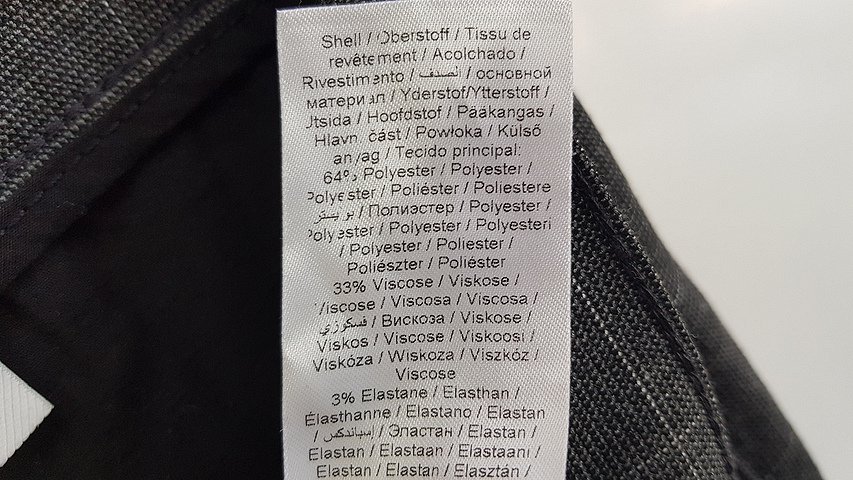 Shell / Oberstoff / Tissu de
revêtement / Acolchado /
Rivestimento / الصدف / основной
материал / Yderstof/Ytterstoff /
Utsida / Hoofdstof / Pääkangas /
Hlavn. část / Powłoka / Külső
anyag / Tecido principal:
64% Polyester / Polyester /
Polyester / Poliéster / Poliestere
/ بوليستر / Полиэстер / Polyester /
Polyester / Polyester / Polyesteri
/ Polyester / Poliester /
Poliészter / Poliéster
33% Viscose / Viskose /
Viscose / Viscosa / Viscosa /
فسكوزي / Вискоза / Viskose /
Viskos / Viscose / Viskoosi /
Viskóza / Wiskoza / Viszkóz /
Viscose
3% Elastane / Elasthan /
Élasthanne / Elastano / Elastan
/ إسباندكس / Эластан / Elastan /
Elastan / Elastaan / Elastaani /
Elastan / Elastan / Elasztán /